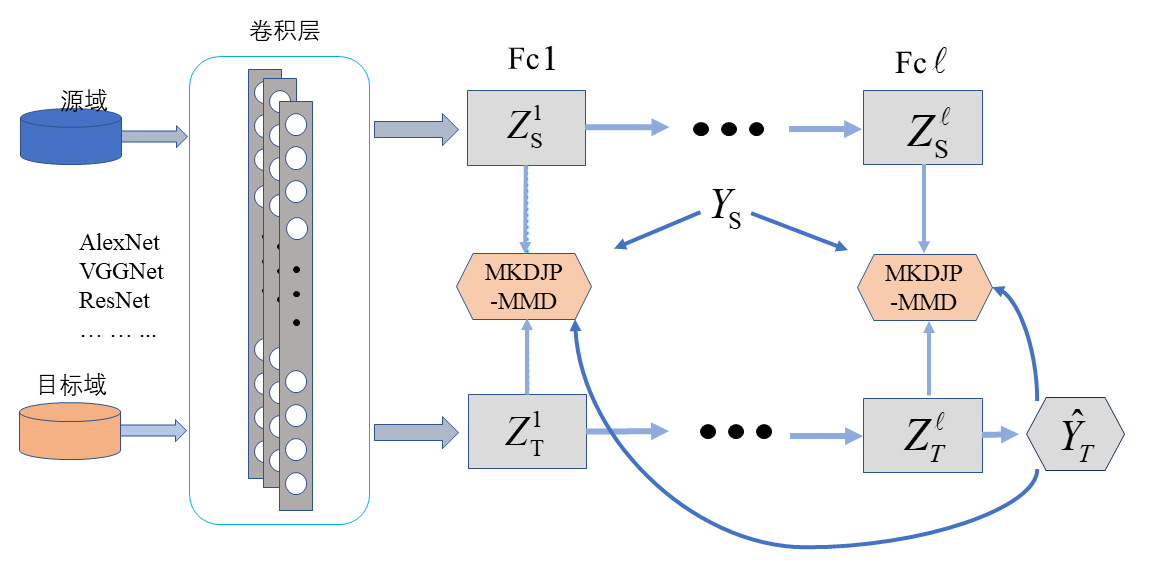 卷积层
源域
AlexNet
VGGNet
ResNet
… … ...
目标域
Fc1
Fc ℓ
Z_S^1
Z_S^ℓ
Y_S
MKDJP
-MMD
MKDJP
-MMD
Z_T^1
Z_T^ℓ
Ŷ_T